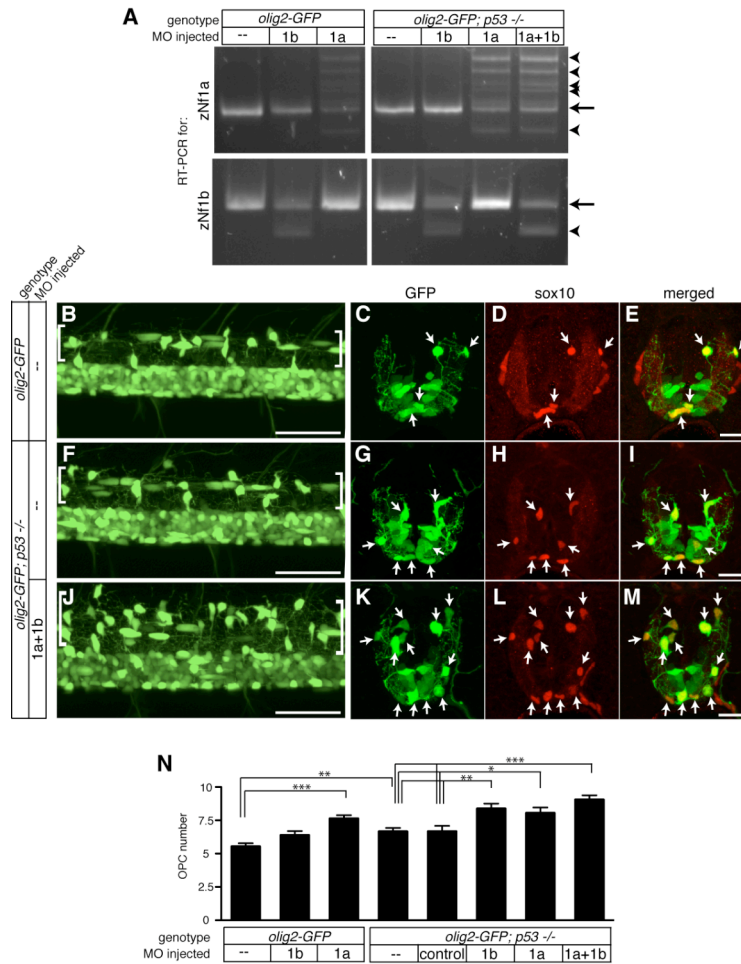 A
genotype olig2-GFP olig2-GFP; p53 -/-
MO injected -- 1b 1a -- 1b 1a 1a+1b
RT-PCR for:
zNf1a
zNf1b
genotype
MO injected
GFP sox10 merged
olig2-GFP
--
B C D E
olig2-GFP; p53 -/-
--
F G H I
1a+1b
J K L M
N
** *** *** * **
OPC number
10
7.5
5
2.5
0
genotype olig2-GFP olig2-GFP; p53 -/-
MO injected -- 1b 1a -- control 1b 1a 1a+1b